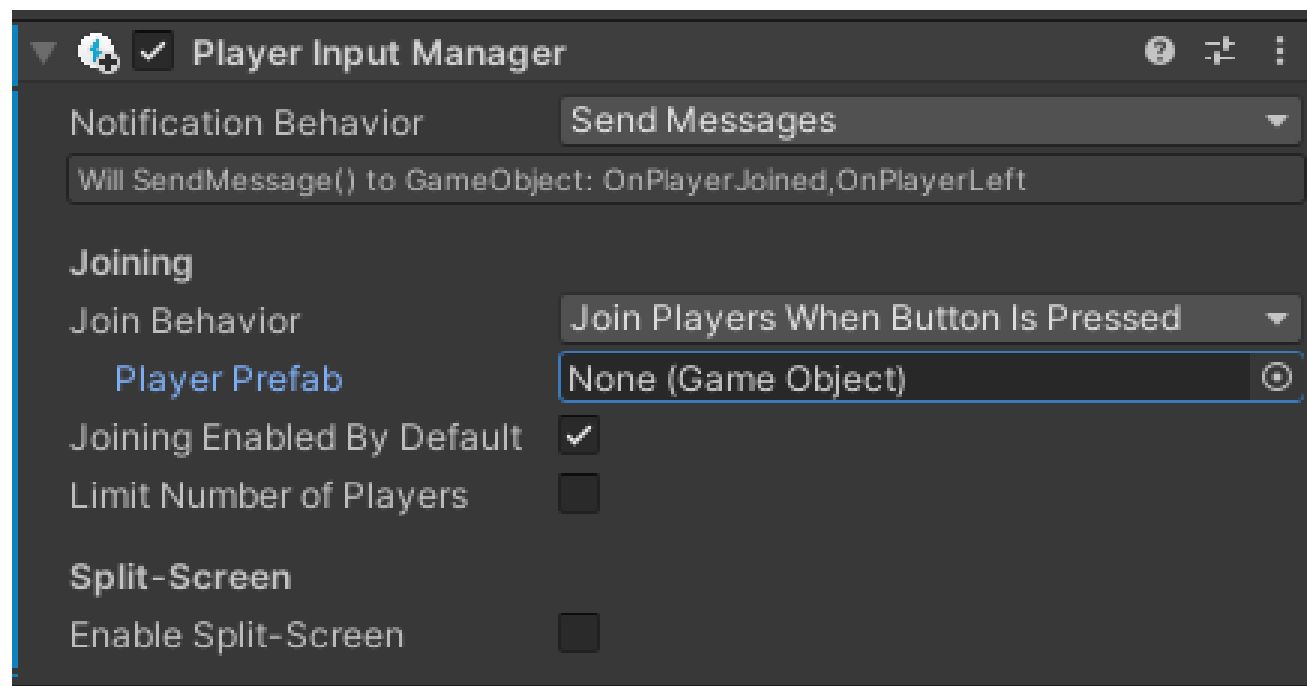 Player Input Manager
Notification Behavior Send Messages
Will SendMessage() to GameObject: OnPlayerJoined,OnPlayerLeft
Joining
Join Behavior Join Players When Button Is Pressed
Player Prefab None (Game Object)
Joining Enabled By Default
Limit Number of Players
Split-Screen
Enable Split-Screen